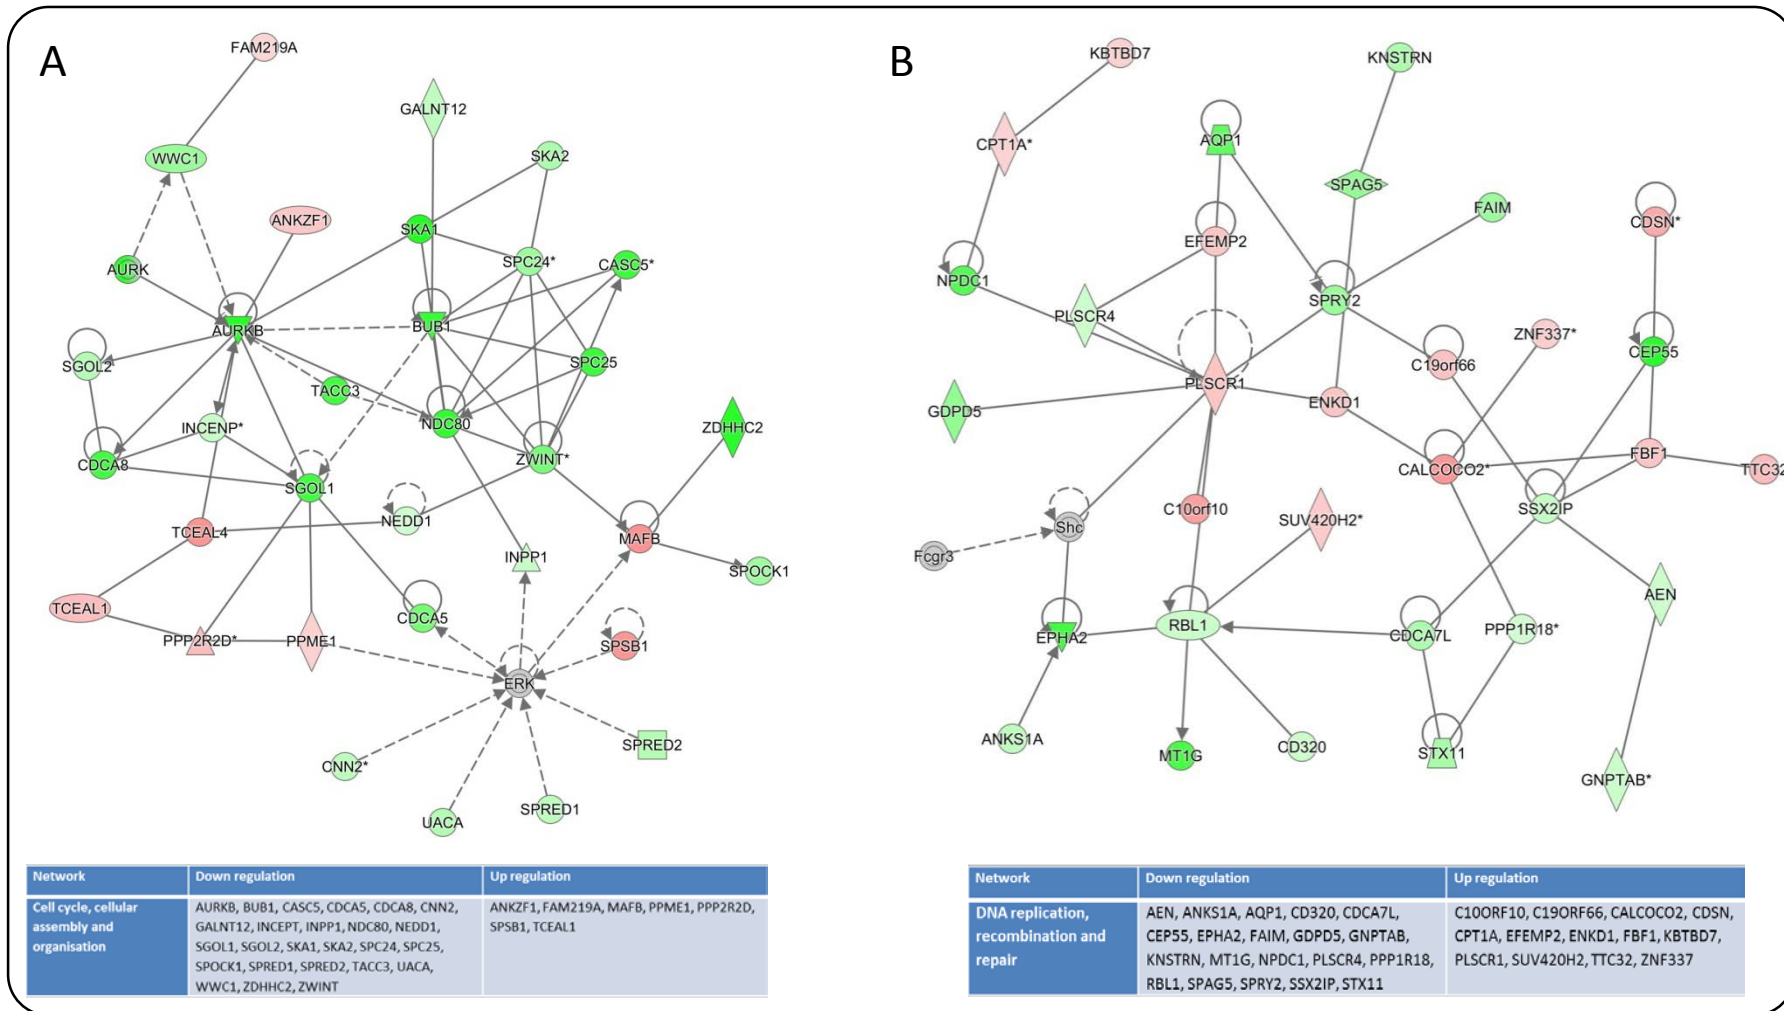 A
FAM219A
GALNT12
WWC1
SKA2
ANKZF1
SKA1
SPC24*
CASC5*
AURK
AURKB
BUB1
SGOL2
SPC25
TACC3
INCENP*
NDC80
ZDHHC2
CDCA8
ZWINT*
SGOL1
NEDD1
TCEAL4
MAFB
INPP1
SPOCK1
TCEAL1
CDCA5
PPP2R2D*
PPME1
SPSB1
ERK
SPRED2
CNN2*
SPRED1
UACA
Network
Down regulation
Up regulation
Cell cycle, cellular
assembly and
organisation
AURKB, BUB1, CASC5, CDCA5, CDCA8, CNN2,
GALNT12, INCEPT, INPP1, NDC80, NEDD1,
SGOL1, SGOL2, SKA1, SKA2, SPC24, SPC25,
SPOCK1, SPRED1, SPRED2, TACC3, UACA,
WWC1, ZDHHC2, ZWINT
ANKZF1, FAM219A, MAFB, PPME1, PPP2R2D,
SPSB1, TCEAL1
B
KBTBD7
KNSTRN
CPT1A*
AQP1
SPAG5
FAIM
CDSN*
EFEMP2
NPDC1
SPRY2
PLSCR4
ZNF337*
C19orf66
CEP55
PLSCR1
ENKD1
GDPD5
FBF1
CALCOCO2*
TTC32
C10orf10
SUV420H2*
SSX2IP
Shc
Fcgr3
AEN
RBL1
EPHA2
CDCA7L
PPP1R18*
ANKS1A
CD320
MT1G
STX11
GNPTAB*
Network
Down regulation
Up regulation
DNA replication,
recombination and
repair
AEN, ANKS1A, AQP1, CD320, CDCA7L,
CEP55, EPHA2, FAIM, GDPD5, GNPTAB,
KNSTRN, MT1G, NPDC1, PLSCR4, PPP1R18,
RBL1, SPAG5, SPRY2, SSX2IP, STX11
C10ORF10, C19ORF66, CALCOCO2, CDSN,
CPT1A, EFEMP2, ENKD1, FBF1, KBTBD7,
PLSCR1, SUV420H2, TTC32, ZNF337